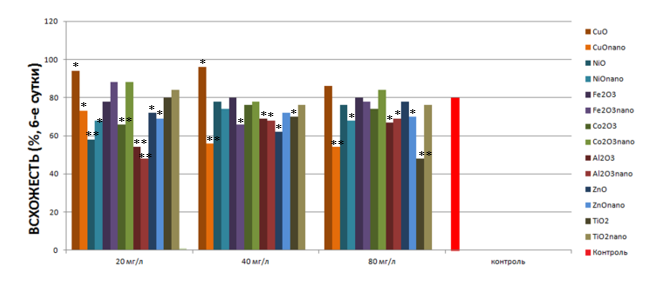 ВСХОЖЕСТЬ (%, 6-е сутки)
120
100
80
60
40
20
0
* * ** * * ** ** * *
* ** * * * * *
** * * * * **
20 мг/л
40 мг/л
80 мг/л
контроль
CuO
CuOnano
NiO
NiOnano
Fe2O3
Fe2O3nano
Co2O3
Co2O3nano
Al2O3
Al2O3nano
ZnO
ZnOnano
TiO2
TiO2nano
Контроль